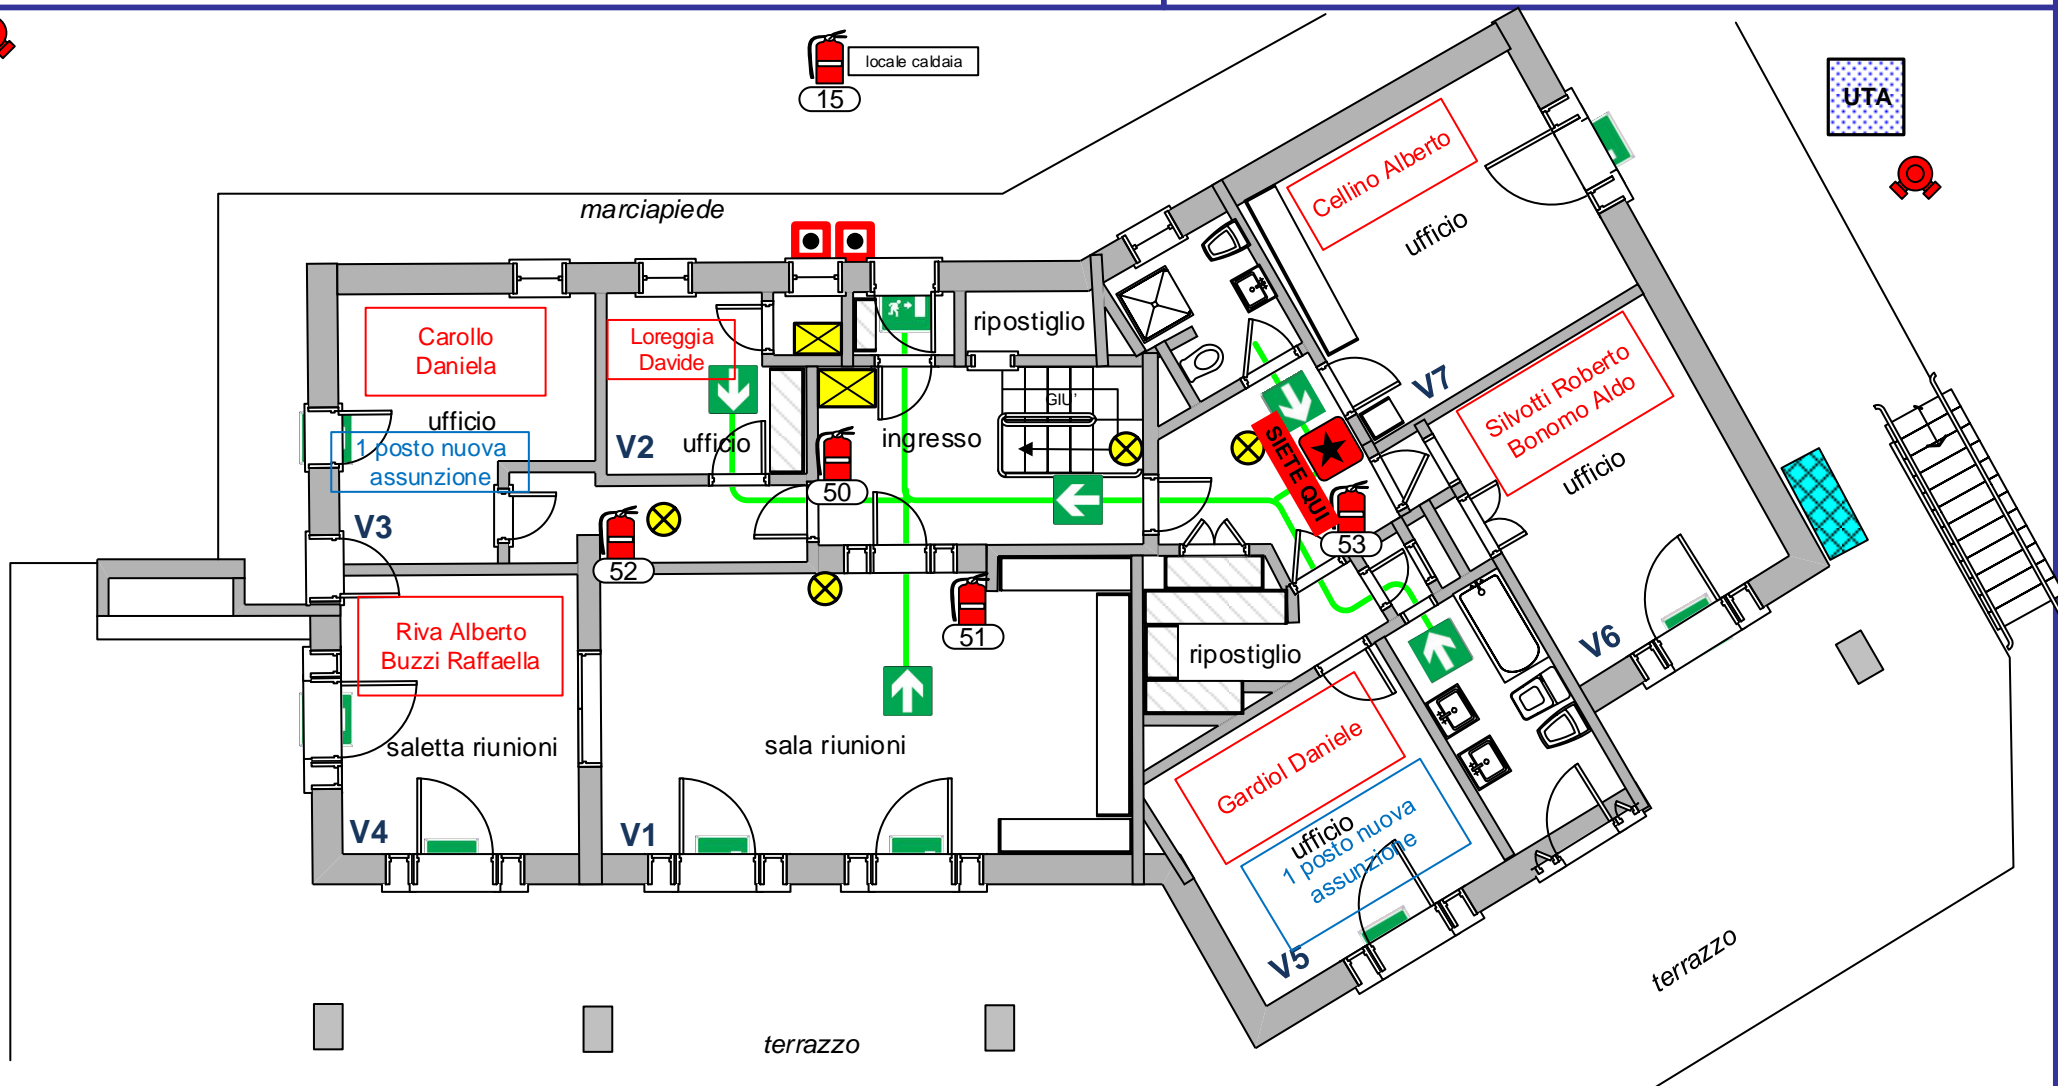 locale caldaia
15
UTA
marciapiede
Cellino Alberto
ufficio
Carollo
Daniela
Loreggia
Davide
ripostiglio
GIU'
V7
Silvotti Roberto
Bonomo Aldo
ufficio
ufficio
1 posto nuova
assunzione
V2
ufficio
ingresso
SIETE QUI
50
V3
52
53
51
Riva Alberto
Buzzi Raffaella
ripostiglio
V6
saletta riunioni
sala riunioni
Gardiol Daniele
ufficio
1 posto nuova
assunzione
V4
V1
V5
terrazzo
terrazzo